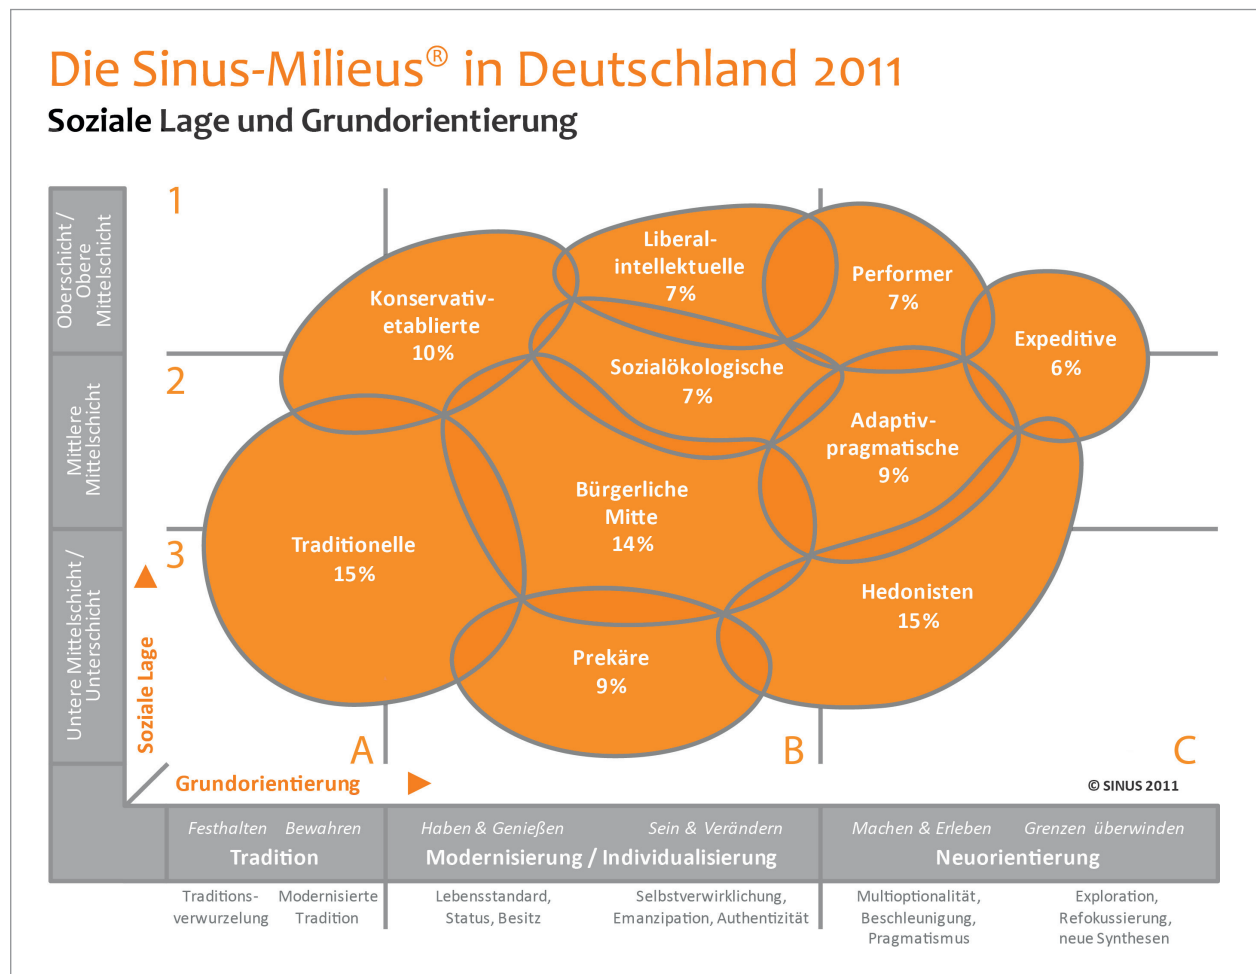 Die Sinus-Milieus® in Deutschland 2011
Soziale Lage und Grundorientierung
Oberschicht /
Obere
Mittelschicht
Mittlere
Mittelschicht
Untere Mittelschicht /
Unterschicht
Soziale Lage
1
2
3
Konservativ-
etablierte
10%
Liberal-
intellektuelle
7%
Performer
7%
Expeditive
6%
Sozialökologische
7%
Adaptiv-
pragmatische
9%
Bürgerliche
Mitte
14%
Traditionelle
15%
Hedonisten
15%
Prekäre
9%
A
B
C
Grundorientierung
© SINUS 2011
Festhalten
Bewahren
Tradition
Haben & Genießen
Sein & Verändern
Modernisierung / Individualisierung
Machen & Erleben
Grenzen überwinden
Neuorientierung
Traditions-
verwurzelung
Modernisierte
Tradition
Lebensstandard,
Status, Besitz
Selbstverwirklichung,
Emanzipation, Authentizität
Multioptionalität,
Beschleunigung,
Pragmatismus
Exploration,
Refokussierung,
neue Synthesen